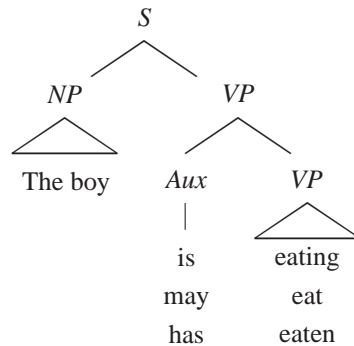 S
NP VP
The boy Aux VP
is eating
may eat
has eaten